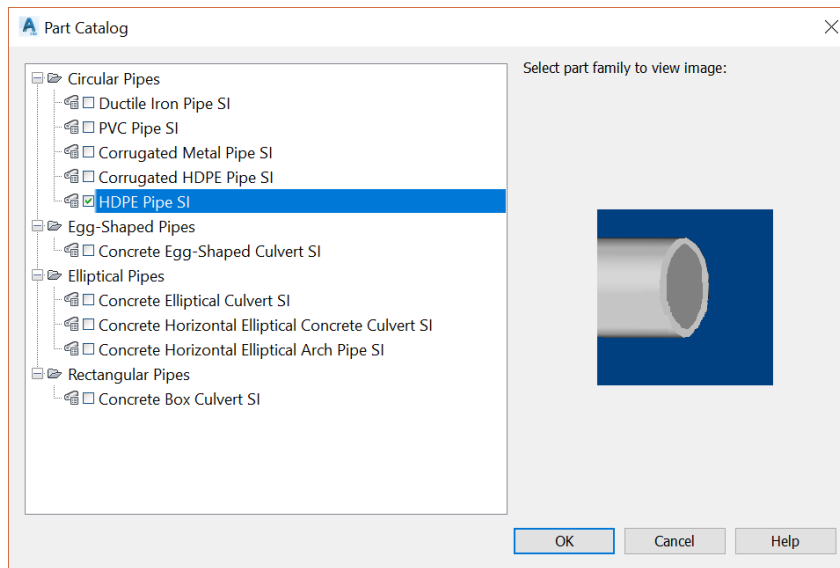 Part Catalog
Select part family to view image:
Circular Pipes
Ductile Iron Pipe SI
PVC Pipe SI
Corrugated Metal Pipe SI
Corrugated HDPE Pipe SI
HDPE Pipe SI
Egg-Shaped Pipes
Concrete Egg-Shaped Culvert SI
Elliptical Pipes
Concrete Elliptical Culvert SI
Concrete Horizontal Elliptical Concrete Culvert SI
Concrete Horizontal Elliptical Arch Pipe SI
Rectangular Pipes
Concrete Box Culvert SI
OK Cancel Help